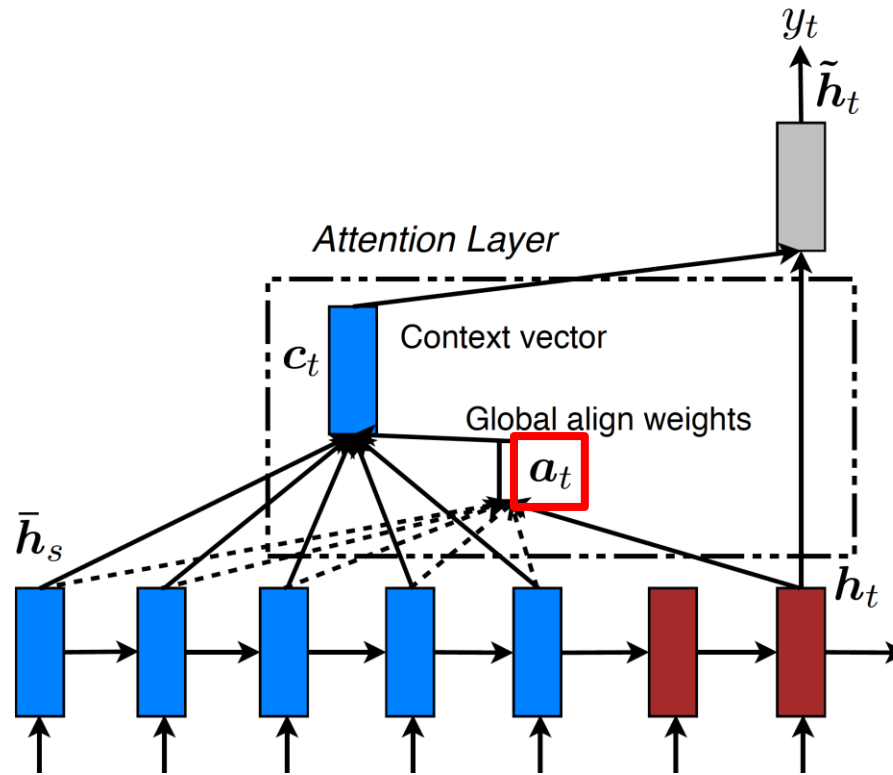 y_t
h̃_t
Attention Layer
Context vector
c_t
Global align weights
a_t
h̄_s
h_t